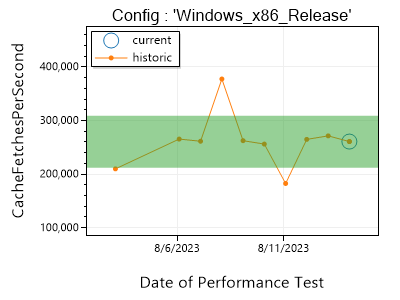 Config : 'Windows_x86_Release'
current
historic
CacheFetchesPerSecond
400,000
300,000
200,000
100,000
8/6/2023
8/11/2023
Date of Performance Test